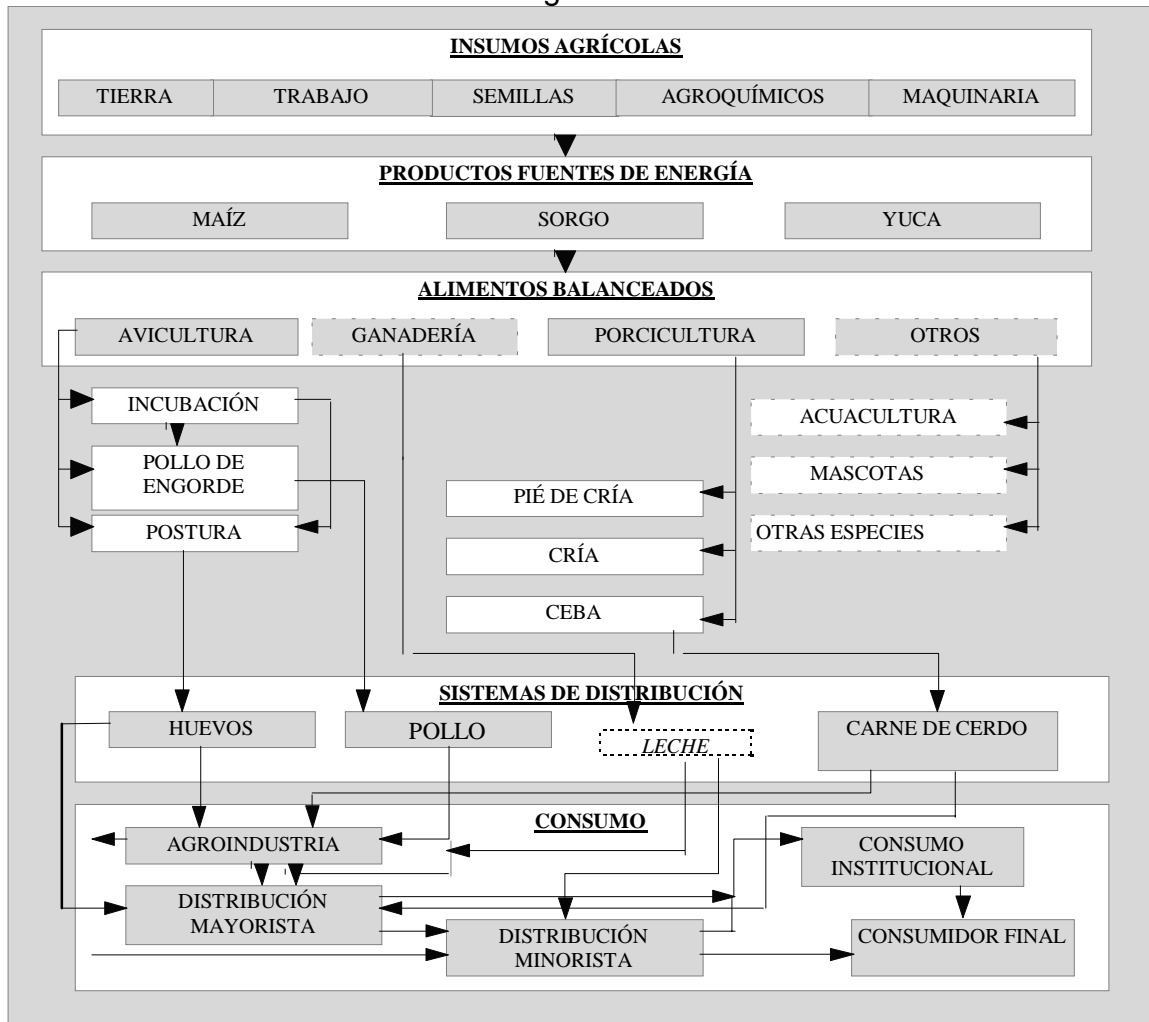 g
INSUMOS AGRÍCOLAS
TIERRA TRABAJO SEMILLAS AGROQUÍMICOS MAQUINARIA
PRODUCTOS FUENTES DE ENERGÍA
MAÍZ SORGO YUCA
ALIMENTOS BALANCEADOS
AVICULTURA GANADERÍA PORCICULTURA OTROS
INCUBACIÓN
POLLO DE
ENGORDE
POSTURA
ACUACULTURA
MASCOTAS
OTRAS ESPECIES
PIÉ DE CRÍA
CRÍA
CEBA
SISTEMAS DE DISTRIBUCIÓN
HUEVOS POLLO LECHE CARNE DE CERDO
CONSUMO
AGROINDUSTRIA
DISTRIBUCIÓN
MAYORISTA
DISTRIBUCIÓN
MINORISTA
CONSUMO
INSTITUCIONAL
CONSUMIDOR FINAL